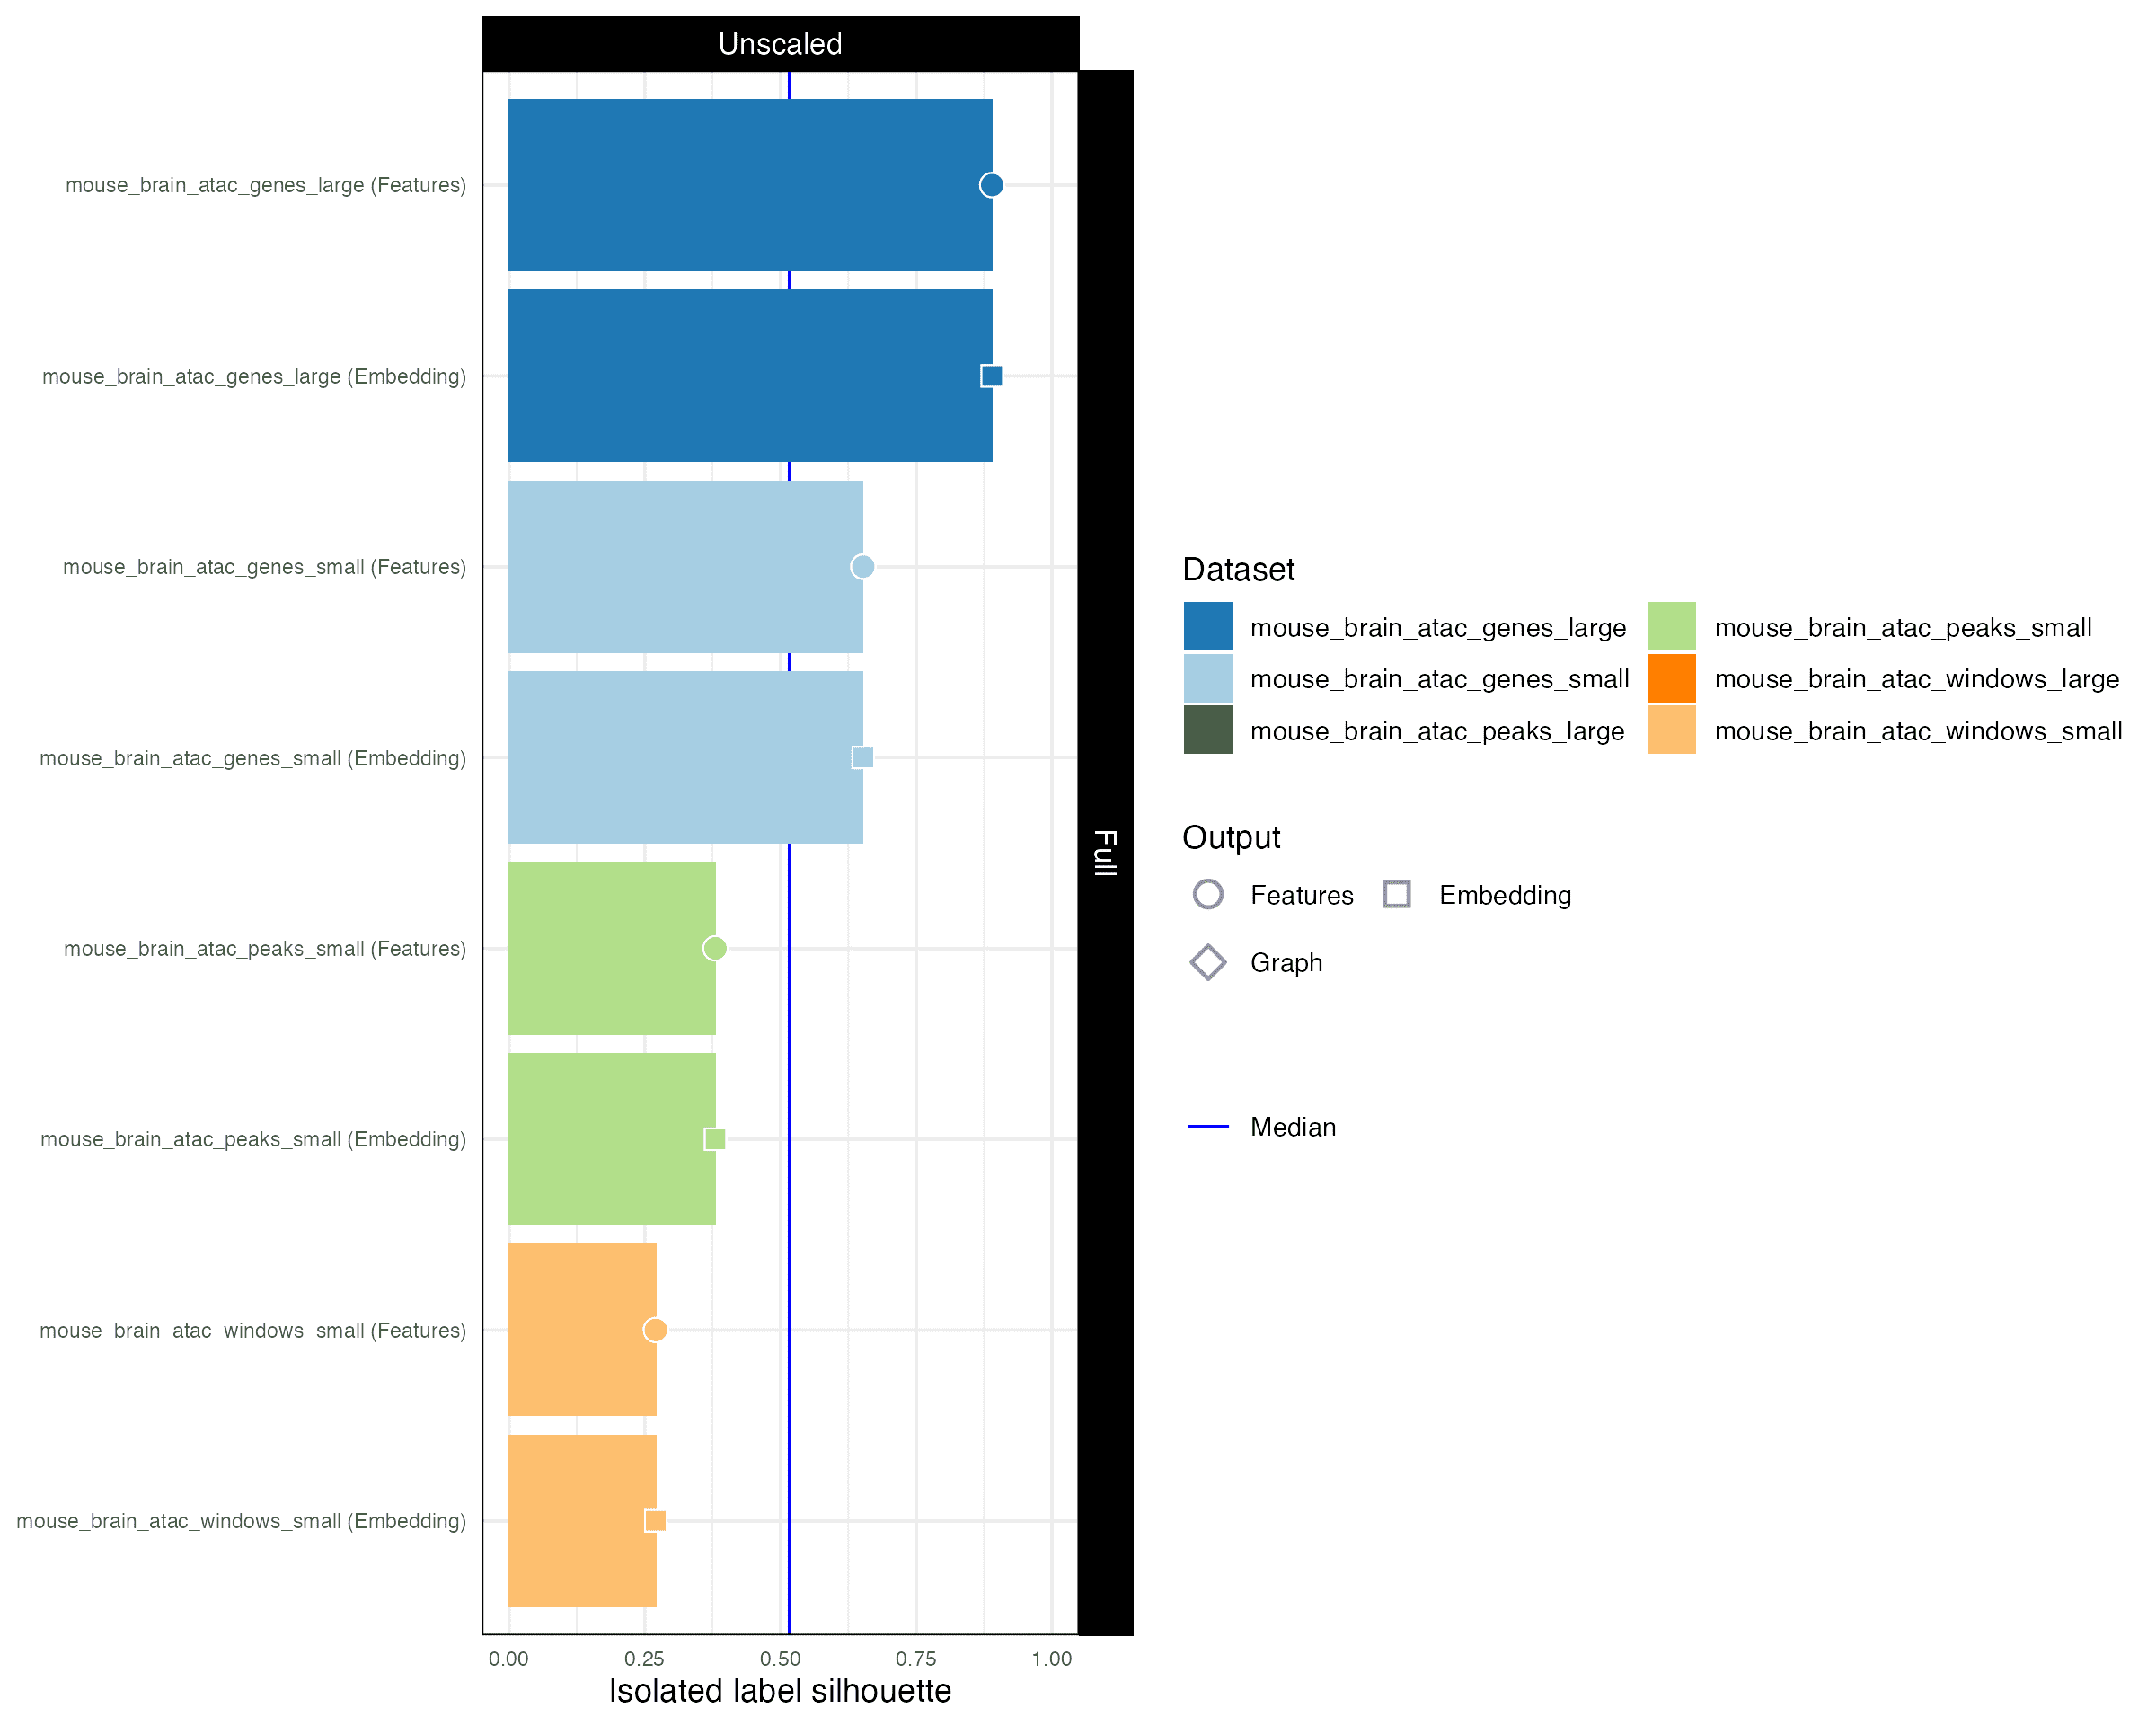 Unscaled
mouse_brain_atac_genes_large (Features)
mouse_brain_atac_genes_large (Embedding)
mouse_brain_atac_genes_small (Features)
mouse_brain_atac_genes_small (Embedding)
mouse_brain_atac_peaks_small (Features)
mouse_brain_atac_peaks_small (Embedding)
mouse_brain_atac_windows_small (Features)
mouse_brain_atac_windows_small (Embedding)
Full
0.00 0.25 0.50 0.75 1.00
Isolated label silhouette
Dataset
mouse_brain_atac_genes_large mouse_brain_atac_peaks_small
mouse_brain_atac_genes_small mouse_brain_atac_windows_large
mouse_brain_atac_peaks_large mouse_brain_atac_windows_small
Output
Features Embedding
Graph
Median